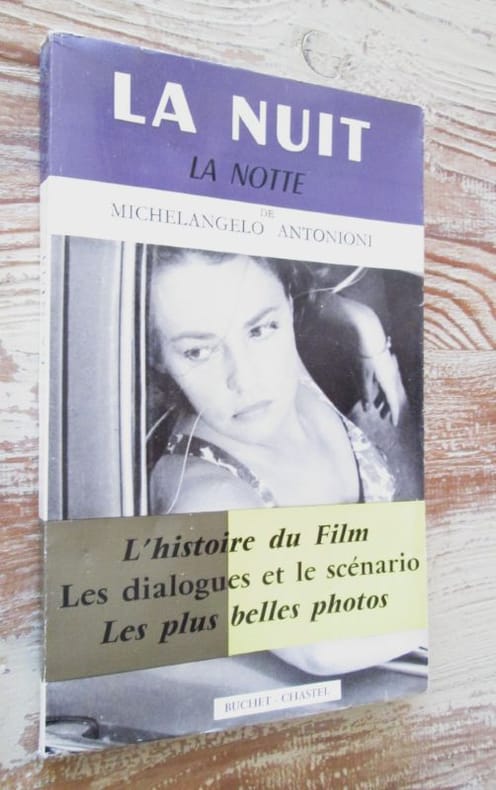 LA NUIT
LA NOTTE
DE
MICHELANGELO ANTONIONI
L'histoire du Film
Les dialogues et le scénario
Les plus belles photos
BUCHET - CHASTEL